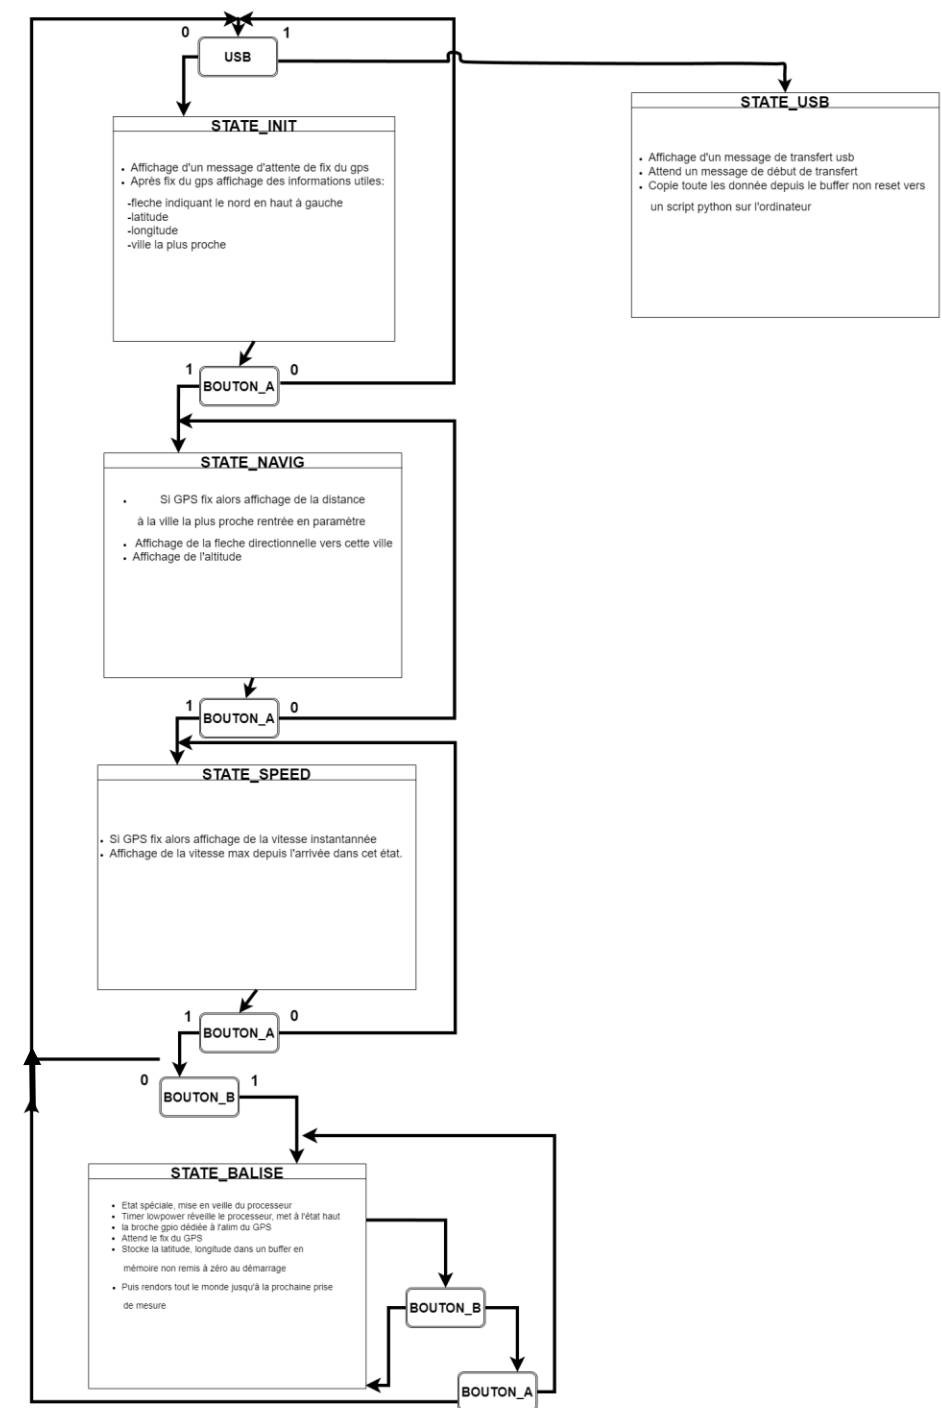 0
1
USB
STATE_USB
STATE_INIT
Affichage d'un message de transfert usb
Attend un message de début de transfert
Copie toute les donnée depuis le buffer non reset vers
un script python sur l'ordinateur
Affichage d'un message d'attente de fix du gps
Après fix du gps affichage des informations utiles:
-fleche indiquant le nord en haut à gauche
-latitude
-longitude
-ville la plus proche
1
0
BOUTON_A
STATE_NAVIG
Si GPS fix alors affichage de la distance
à la ville la plus proche rentrée en paramètre
Affichage de la fleche directionnelle vers cette ville
Affichage de l'altitude
1
0
BOUTON_A
STATE_SPEED
Si GPS fix alors affichage de la vitesse instantannée
Affichage de la vitesse max depuis l'arrivée dans cet état.
1
0
BOUTON_A
0
1
BOUTON_B
STATE_BALISE
Etat spéciale, mise en veille du processeur
Timer lowpower réveille le processeur, met à l'état haut
la broche gpio dédiée à l'alim du GPS
Attend le fix du GPS
Stocke la latitude, longitude dans un buffer en
mémoire non remis à zéro au démarrage
Puis rendors tout le monde jusqu'à la prochaine prise
de mesure
BOUTON_B
BOUTON_A